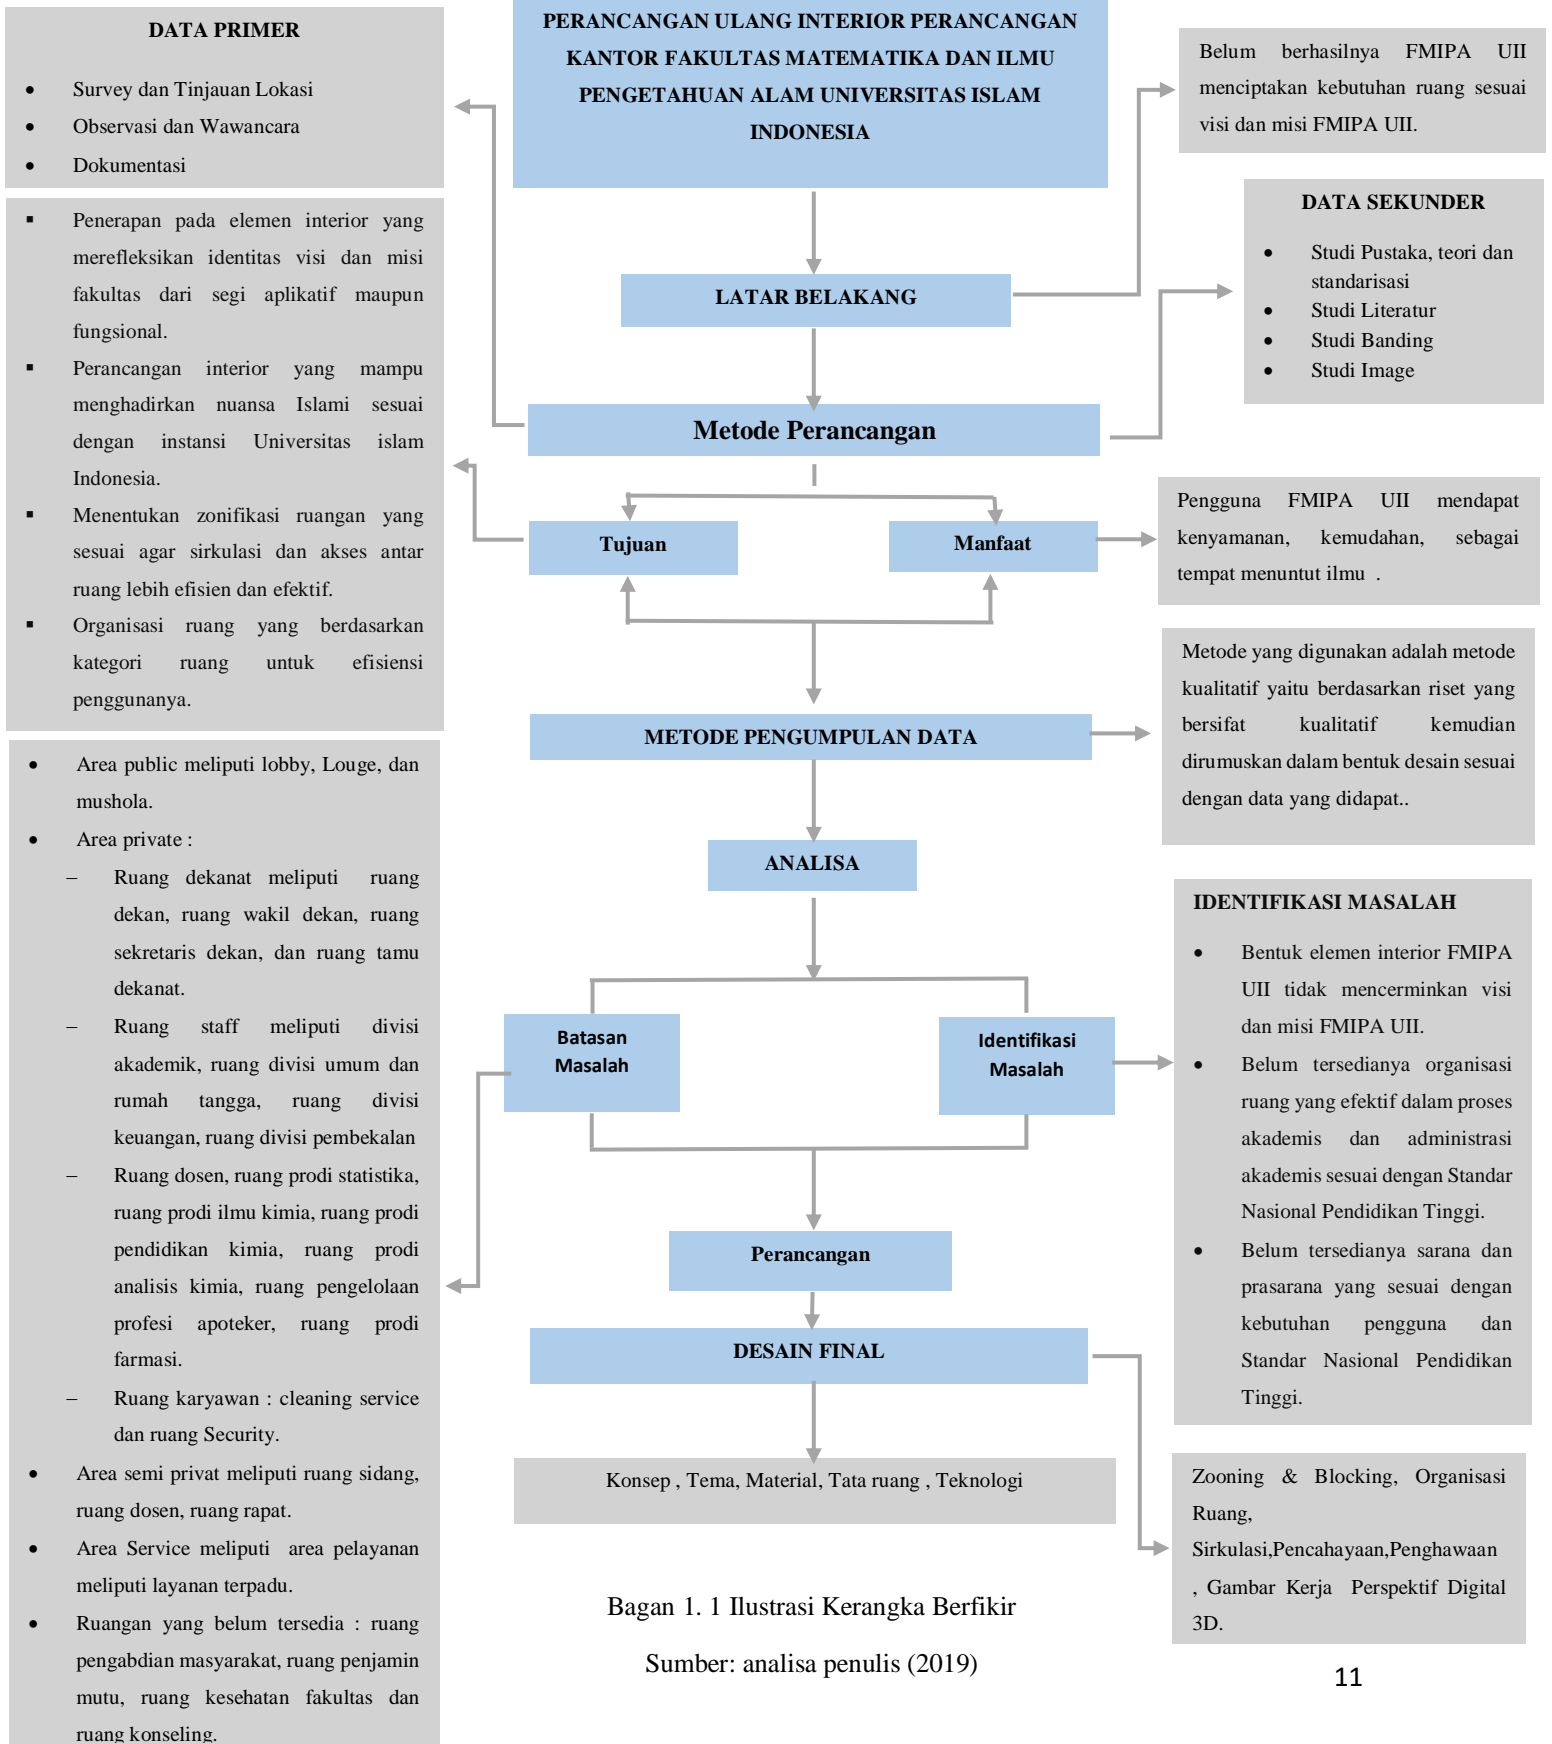 PERANCANGAN ULANG INTERIOR PERANCANGAN
KANTOR FAKULTAS MATEMATIKA DAN ILMU
PENGETAHUAN ALAM UNIVERSITAS ISLAM
INDONESIA
DATA PRIMER
• Survey dan Tinjauan Lokasi
• Observasi dan Wawancara
• Dokumentasi
Belum berhasilnya FMIPA UII
menciptakan kebutuhan ruang sesuai
visi dan misi FMIPA UII.
DATA SEKUNDER
• Studi Pustaka, teori dan
standarisasi
• Studi Literatur
• Studi Banding
• Studi Image
LATAR BELAKANG
Metode Perancangan
▪ Penerapan pada elemen interior yang
merefleksikan identitas visi dan misi
fakultas dari segi aplikatif maupun
fungsional.
▪ Perancangan interior yang mampu
menghadirkan nuansa Islami sesuai
dengan instansi Universitas islam
Indonesia.
▪ Menentukan zonifikasi ruangan yang
sesuai agar sirkulasi dan akses antar
ruang lebih efisien dan efektif.
▪ Organisasi ruang yang berdasarkan
kategori ruang untuk efisiensi
penggunanya.
Tujuan
Manfaat
Pengguna FMIPA UII mendapat
kenyamanan, kemudahan, sebagai
tempat menuntut ilmu .
METODE PENGUMPULAN DATA
Metode yang digunakan adalah metode
kualitatif yaitu berdasarkan riset yang
bersifat kualitatif kemudian
dirumuskan dalam bentuk desain sesuai
dengan data yang didapat..
ANALISA
• Area public meliputi lobby, Louge, dan
mushola.
• Area private :
– Ruang dekanat meliputi ruang
dekan, ruang wakil dekan, ruang
sekretaris dekan, dan ruang tamu
dekanat.
– Ruang staff meliputi divisi
akademik, ruang divisi umum dan
rumah tangga, ruang divisi
keuangan, ruang divisi pembekalan
– Ruang dosen, ruang prodi statistika,
ruang prodi ilmu kimia, ruang prodi
pendidikan kimia, ruang prodi
analisis kimia, ruang pengelolaan
profesi apoteker, ruang prodi
farmasi.
– Ruang karyawan : cleaning service
dan ruang Security.
• Area semi privat meliputi ruang sidang,
ruang dosen, ruang rapat.
• Area Service meliputi area pelayanan
meliputi layanan terpadu.
• Ruangan yang belum tersedia : ruang
pengabdian masyarakat, ruang penjamin
mutu, ruang kesehatan fakultas dan
ruang konseling.
Batasan
Masalah
Identifikasi
Masalah
IDENTIFIKASI MASALAH
• Bentuk elemen interior FMIPA
UII tidak mencerminkan visi
dan misi FMIPA UII.
• Belum tersedianya organisasi
ruang yang efektif dalam proses
akademis dan administrasi
akademis sesuai dengan Standar
Nasional Pendidikan Tinggi.
• Belum tersedianya sarana dan
prasarana yang sesuai dengan
kebutuhan pengguna dan
Standar Nasional Pendidikan
Tinggi.
Perancangan
DESAIN FINAL
Konsep , Tema, Material, Tata ruang , Teknologi
Zooning & Blocking, Organisasi
Ruang,
Sirkulasi,Pencahayaan,Penghawaan
, Gambar Kerja Perspektif Digital
3D.
Bagan 1. 1 Ilustrasi Kerangka Berfikir
Sumber: analisa penulis (2019)
11